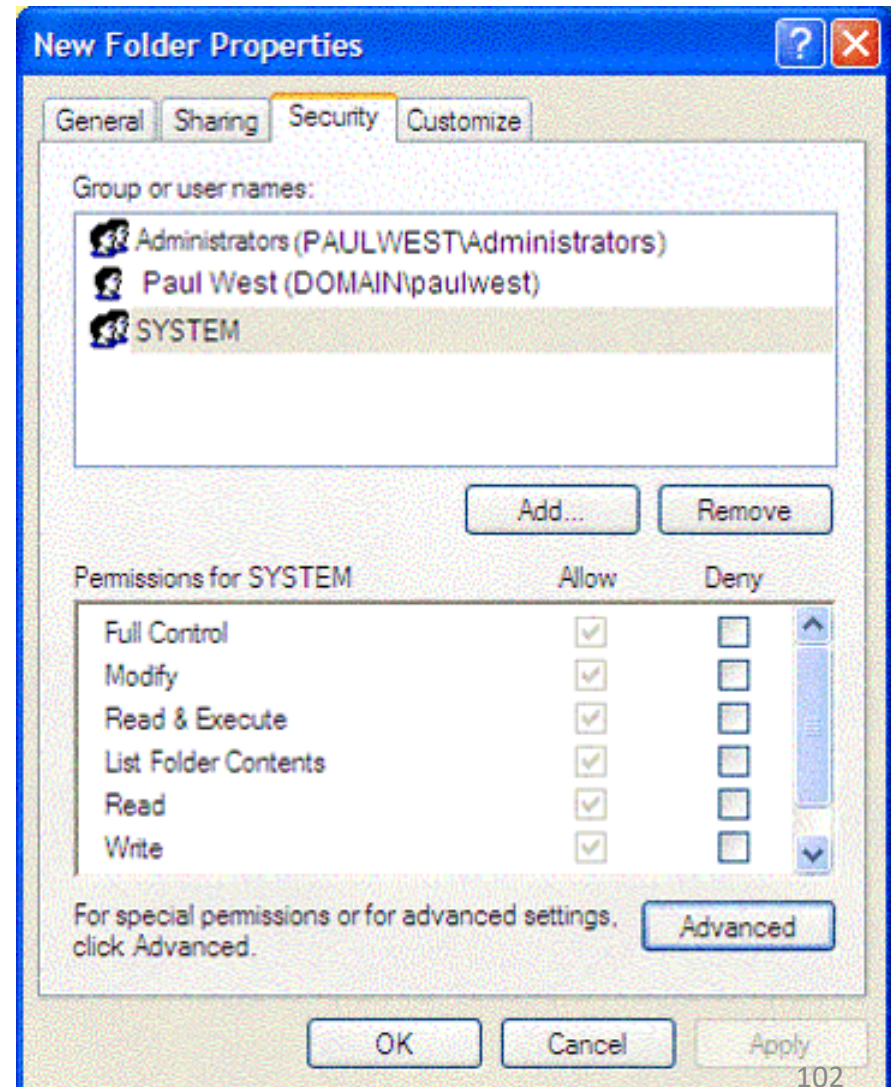 New Folder Properties
General Sharing Security Customize
Group or user names:
Administrators (PAULWEST\Administrators)
Paul West (DOMAIN\paulwest)
SYSTEM
Add... Remove
Permissions for SYSTEM Allow Deny
Full Control
Modify
Read & Execute
List Folder Contents
Read
Write
For special permissions or for advanced settings,
click Advanced.
Advanced
OK Cancel Apply
102